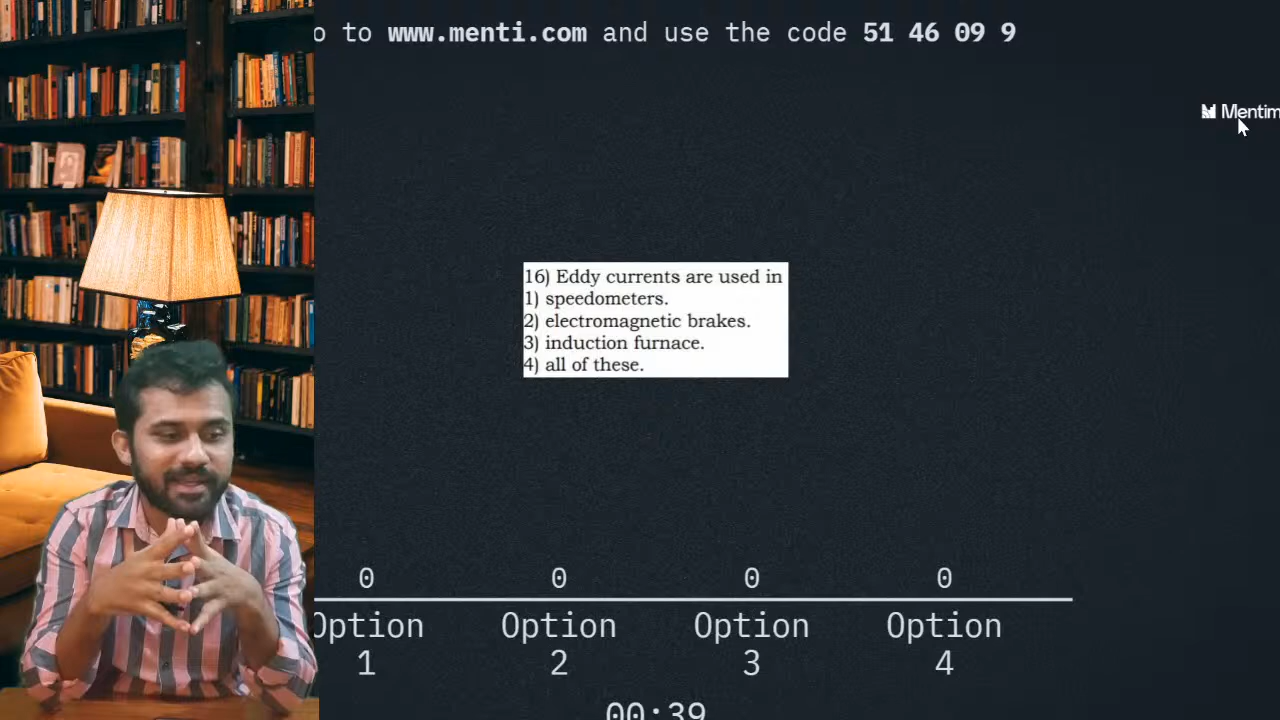 o to www.menti.com and use the code 51 46 09 9
Mentim
16) Eddy currents are used in
1) speedometers.
2) electromagnetic brakes.
3) induction furnace.
4) all of these.
0 0 0 0
Option Option Option Option
1 2 3 4
00:39